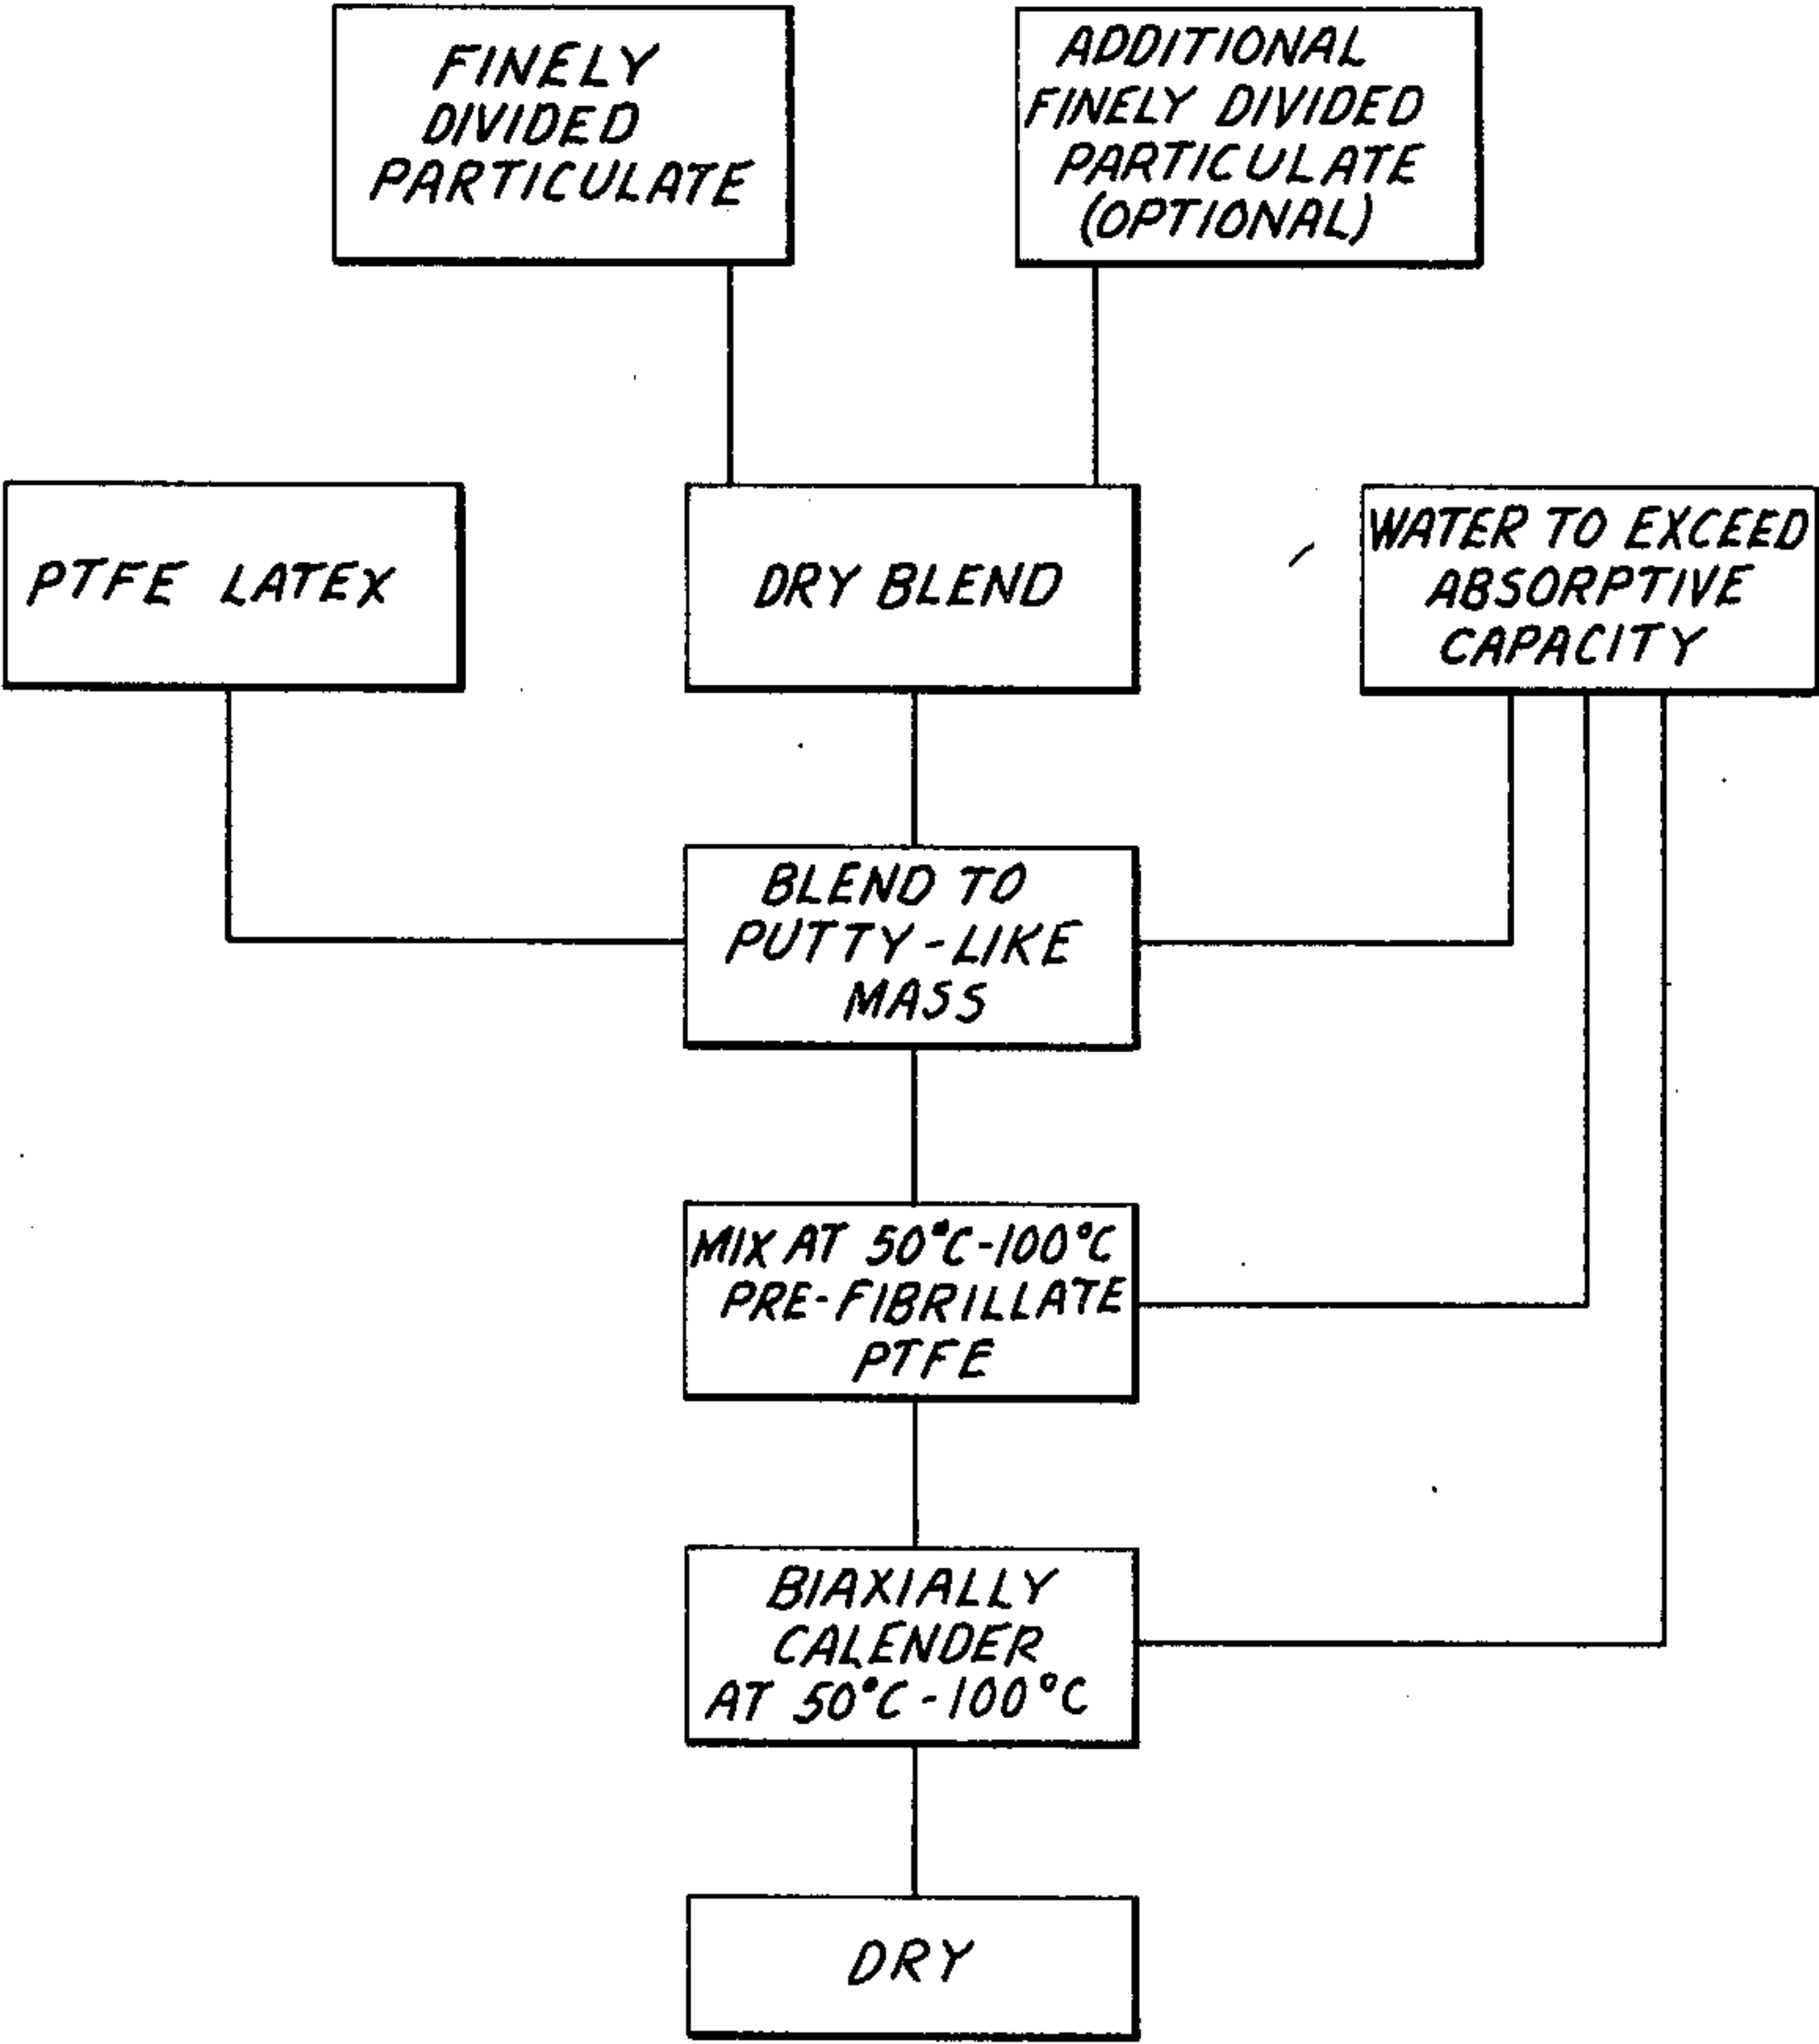 FINELY
DIVIDED
PARTICULATE
ADDITIONAL
FINELY DIVIDED
PARTICULATE
(OPTIONAL)
PTFE LATEX
DRY BLEND
WATER TO EXCEED
ABSORPTIVE
CAPACITY
BLEND TO
PUTTY-LIKE
MASS
MIX AT 50°C-100°C
PRE-FIBRILLATE
PTFE
BIAXIALLY
CALENDER
AT 50°C-100°C
DRY